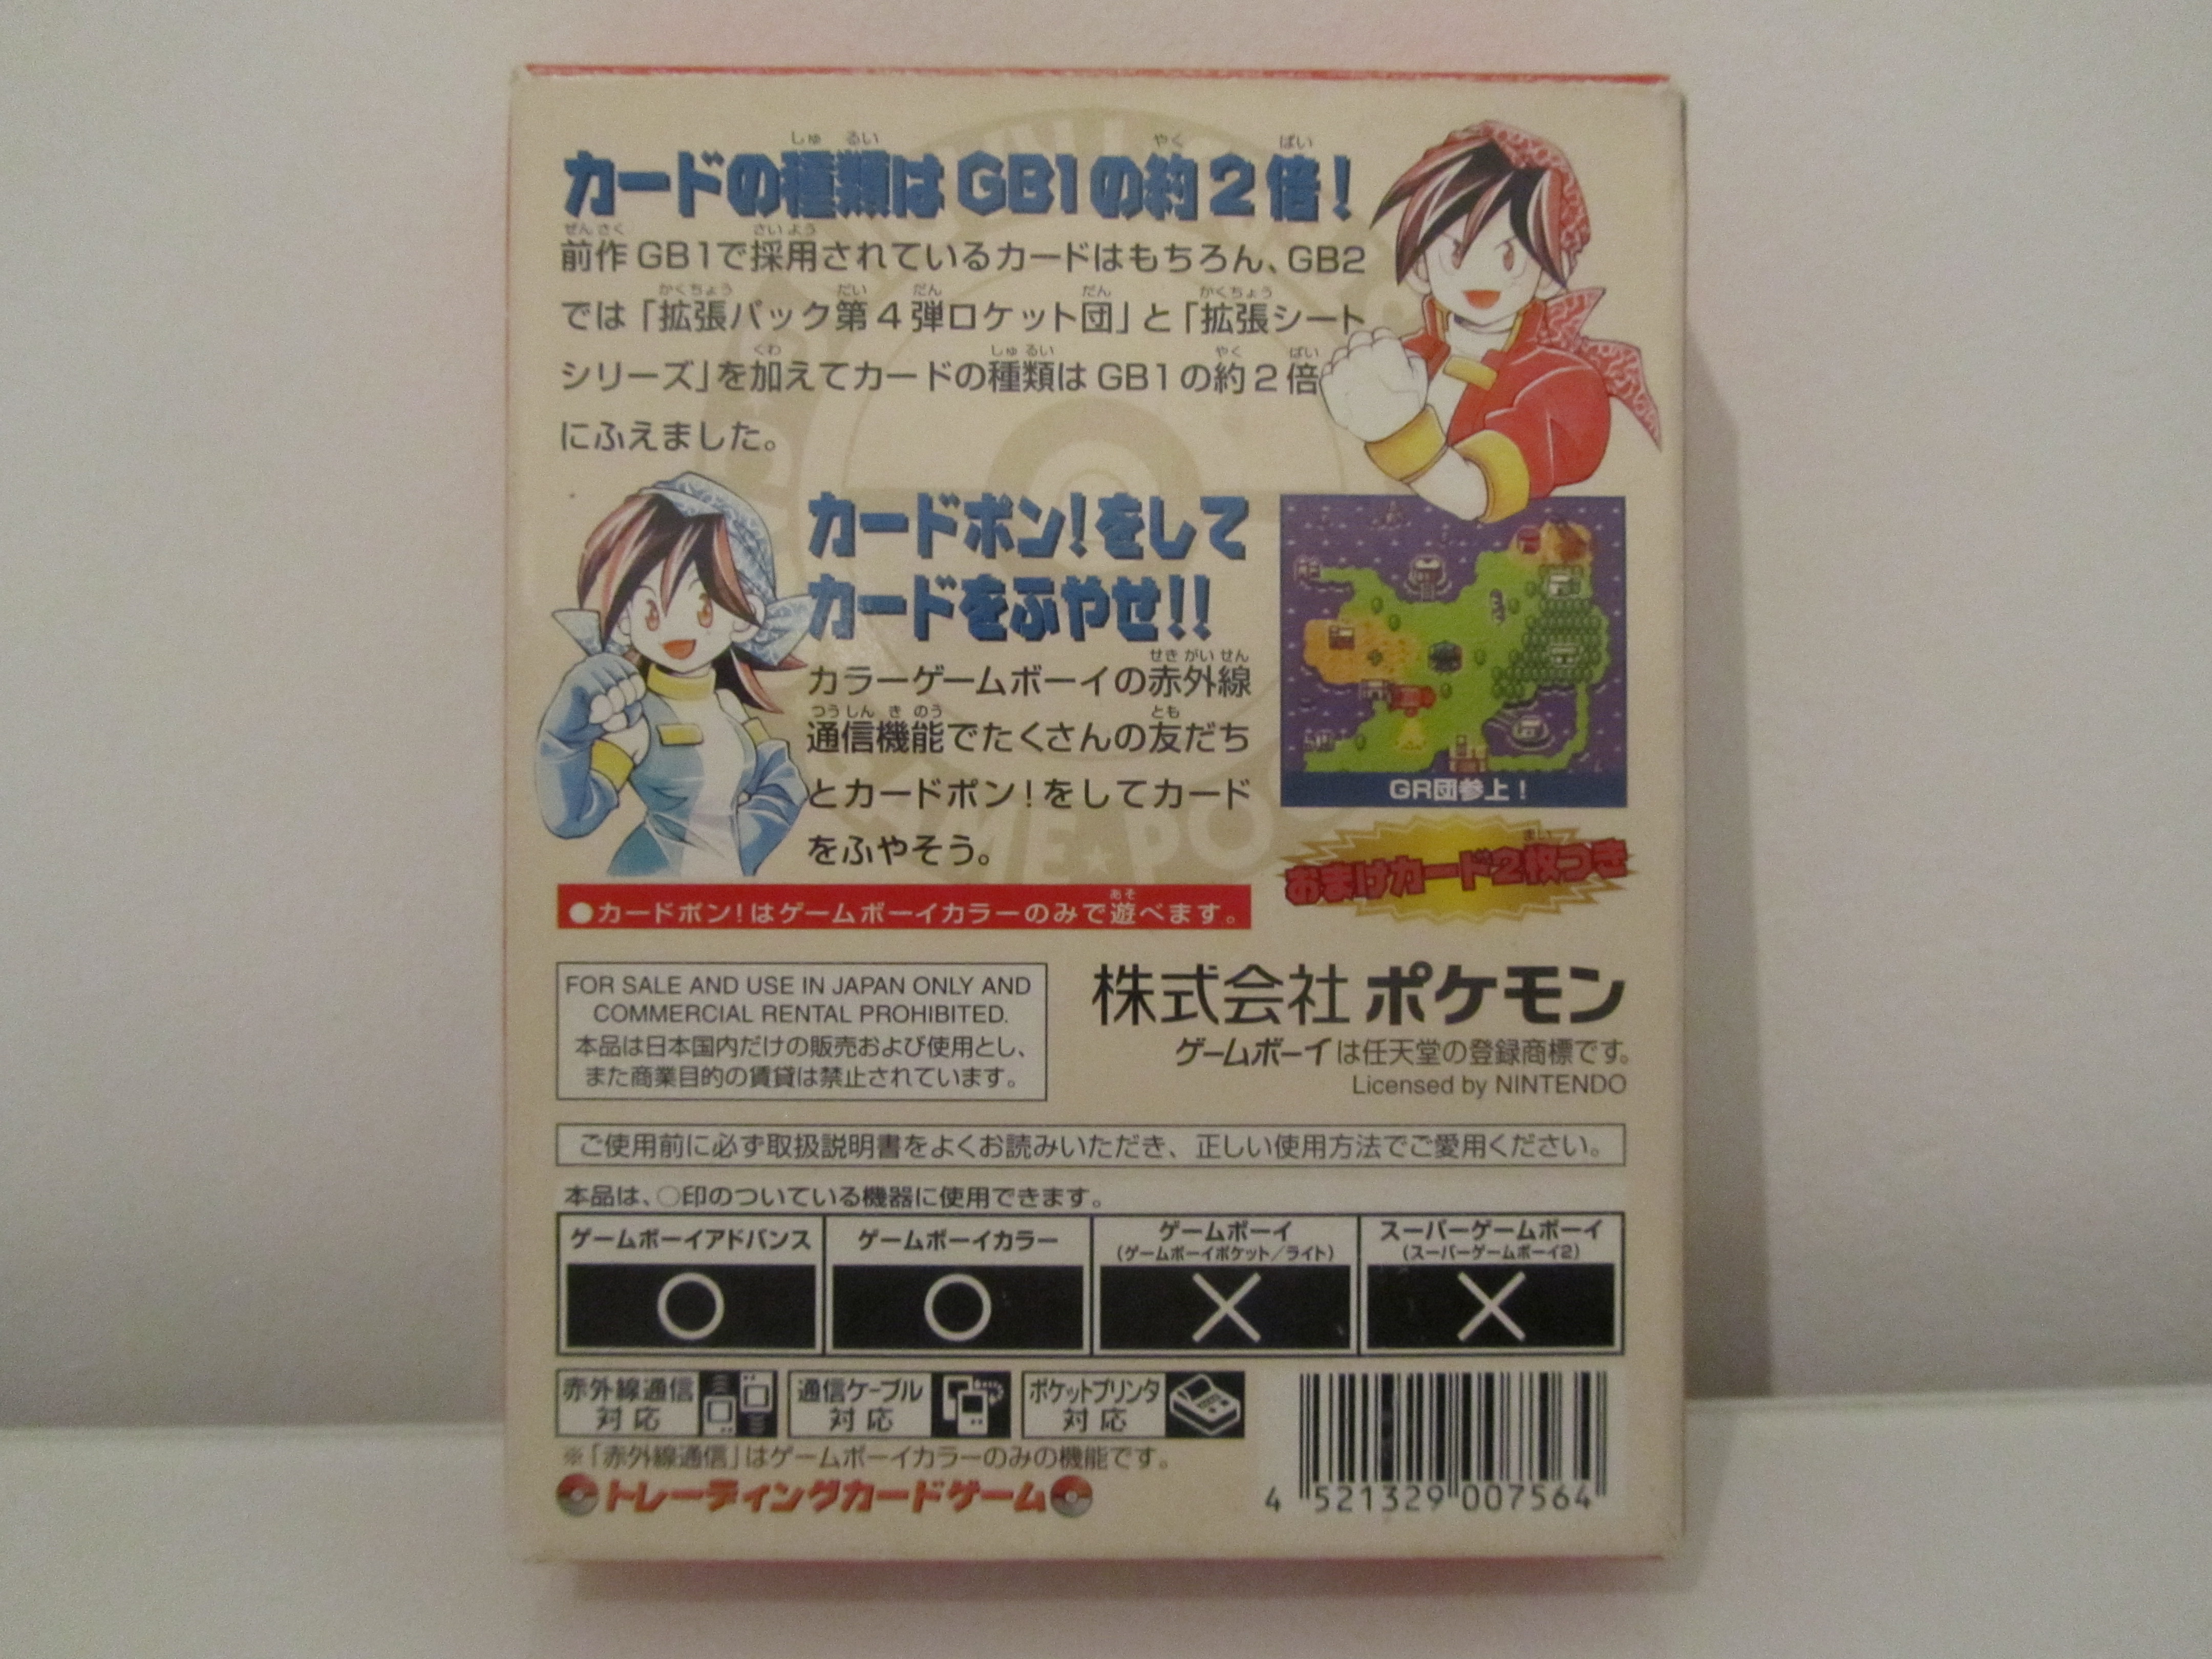 カードの種類はGB1の約2倍!
前作GB1で採用されているカードはもちろん、GB2
では「拡張パック第4弾ロケット団」と「拡張シート
シリーズ」を加えてカードの種類はGB1の約2倍
にふえました。
カードポン!をして
カードをふやせ!!
カラーゲームボーイの赤外線
通信機能でたくさんの友だち
とカードポン!をしてカード
をふやそう。
GR団参上!
おまけカード2枚つき
●カードポン!はゲームボーイカラーのみで遊べます。
FOR SALE AND USE IN JAPAN ONLY AND
COMMERCIAL RENTAL PROHIBITED.
本品は日本国内だけの販売および使用とし、
また商業目的の賃貸は禁止されています。
株式会社ポケモン
ゲームボーイは任天堂の登録商標です。
Licensed by NINTENDO
ご使用前に必ず取扱説明書をよくお読みいただき、正しい使用方法でご愛用ください。
本品は、○印のついている機器に使用できます。
ゲームボーイアドバンス ゲームボーイカラー ゲームボーイ スーパーゲームボーイ
(ゲームボーイポケット/ライト) (スーパーゲームボーイ2)
○ ○ × ×
赤外線通信 通信ケーブル ポケットプリンタ
対応 対応 対応
※「赤外線通信」はゲームボーイカラーのみの機能です。
トレーディングカードゲーム
4 521329 007564